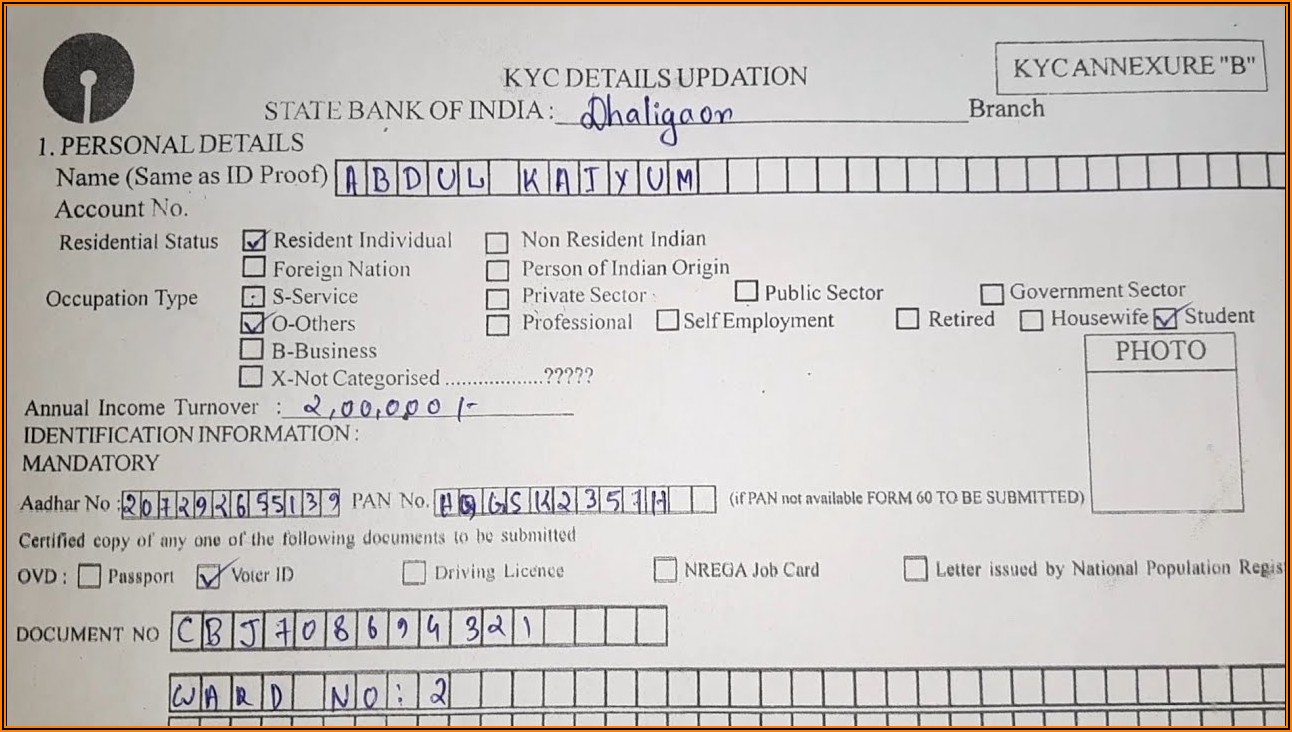 KYC DETAILS UPDATION
KYC ANNEXURE "B"
STATE BANK OF INDIA : Dhaligaon Branch
1. PERSONAL DETAILS
Name (Same as ID Proof) ABDUL KAIYUM
Account No.
Residential Status Resident Individual Non Resident Indian
Foreign Nation Person of Indian Origin
Occupation Type S-Service Private Sector Public Sector Government Sector
O-Others Professional Self Employment Retired Housewife Student
B-Business
X-Not Categorised ..................?????
PHOTO
Annual Income Turnover : 2,00,000/-
IDENTIFICATION INFORMATION :
MANDATORY
Aadhar No : 207292655139 PAN No. (if PAN not available FORM 60 TO BE SUBMITTED)
Certified copy of any one of the following documents to be submitted
OVD : Passport Voter ID Driving Licence NREGA Job Card Letter issued by National Population Regis
DOCUMENT NO CBJ708694321
WARD NO: 2